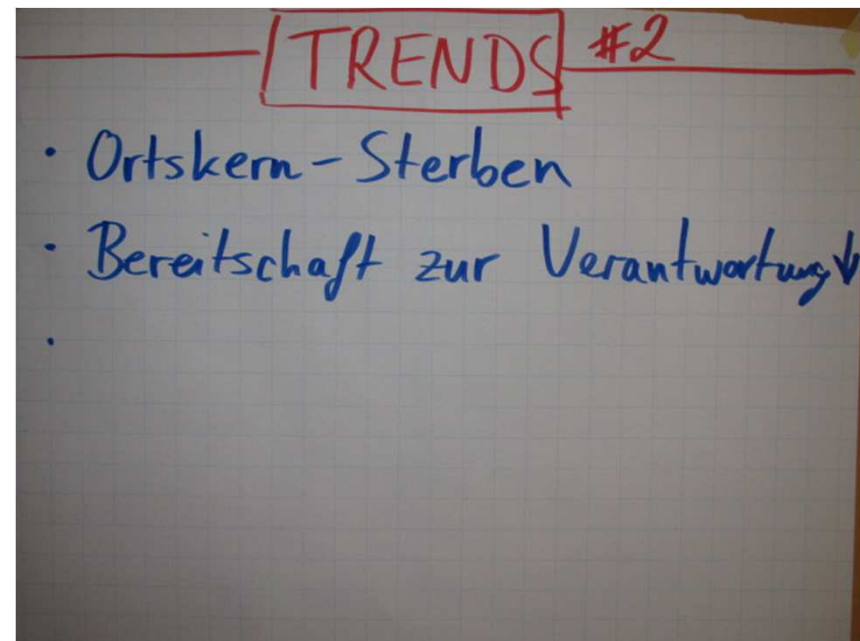 TRENDS #2
· Ortskern - Sterben
· Bereitschaft zur Verantwortung ↓
·